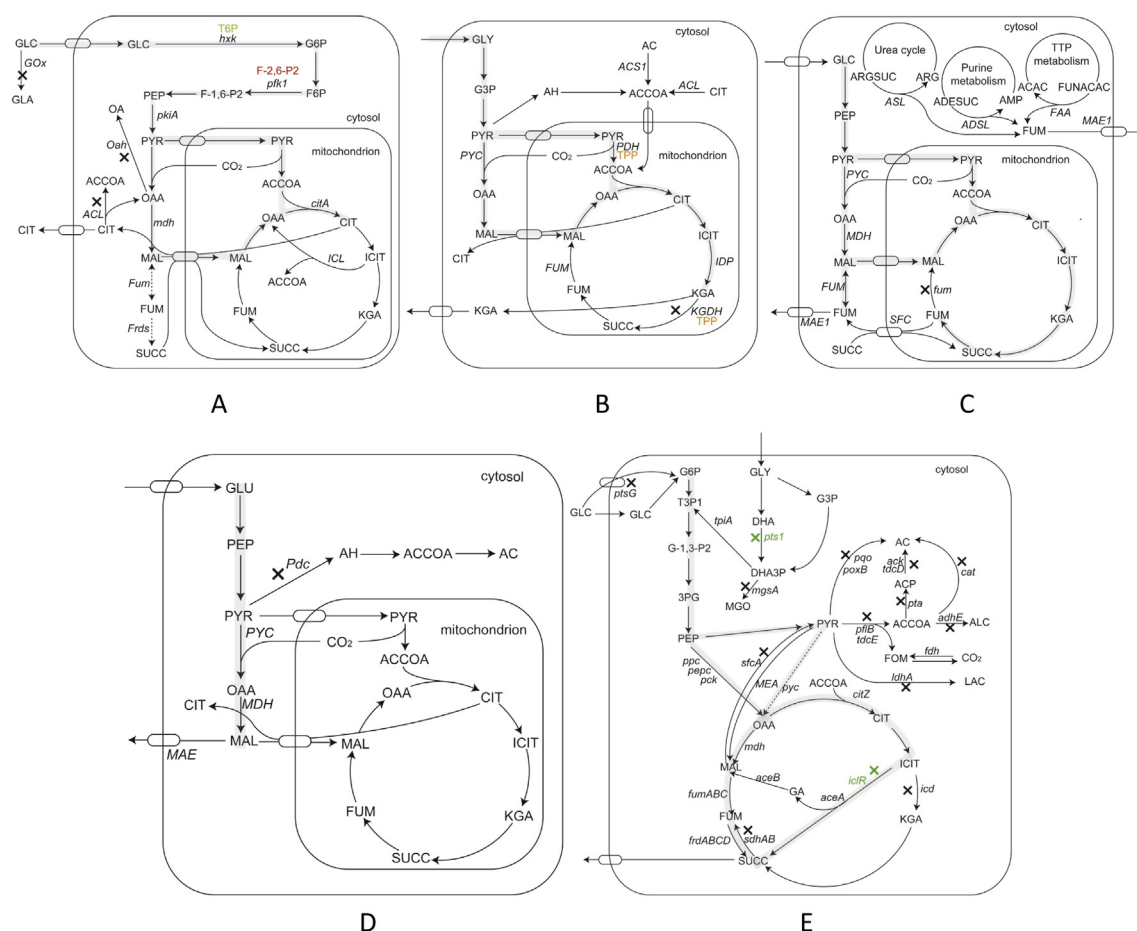 T6P
GLC GLC hxk G6P
GOx
F-2,6-P2
pfk1
GLA
PEP F-1,6-P2 F6P
OA
pkiA
cytosol
Oah
PYR PYR
mitochondrion
CO2
ACCOA
ACCOA
OAA
ACL
citA
mdh
OAA
CIT CIT CIT
MAL MAL ICL ICIT
Fum
ACCOA
FUM FUM
KGA
Frds
SUCC SUCC
A
GLY
cytosol
AC
ACS1
G3P
ACL
AH ACCOA CIT
PYR PYR
PYC PDH
mitochondrion
CO2 TPP
ACCOA
OAA OAA
CIT
MAL MAL ICIT
CIT
FUM IDP
FUM KGA
KGA KGDH
TPP
SUCC
B
cytosol
GLC
Urea cycle
TTP
metabolism
Purine
metabolism
ARGSUC ARG
ACAC FUNACAC
ASL
ADESUC AMP
PEP
FAA
ADSL MAE1
FUM
PYR PYR
mitochondrion
PYC
CO2
ACCOA
OAA OAA
CIT
MDH
MAL MAL ICIT
FUM fum
FUM FUM
MAE1 SFC KGA
SUCC SUCC
C
cytosol
GLU
PEP
Pdc
AH ACCOA AC
PYR PYR
PYC
CO2
mitochondrion
ACCOA
OAA OAA
CIT MDH CIT
MAL MAL ICIT
MAE
FUM KGA
SUCC
D
cytosol
G6P GLY
ptsG
T3P1 G3P
GLC GLC
tpiA DHA
pts1
G-1,3-P2
AC
DHA3P
pqo ack
poxB tdcD cat
mgsA
ACP
3PG MGO
pta
PYR ACCOA adhE ALC
PEP
pflB
tdcE
fdh
ppc sfcA
FOM CO2
pepc
pck
ldhA
MEA pyc ACCOA LAC
citZ
OAA CIT
mdh
MAL ICIT
aceB iclR
fumABC GA aceA icd
FUM KGA
frdABCD sdhAB
SUCC
E